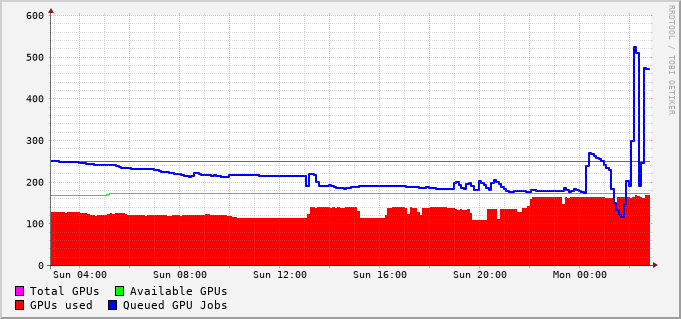 600
500
400
300
200
100
0
Sun 04:00 Sun 08:00 Sun 12:00 Sun 16:00 Sun 20:00 Mon 00:00
Total GPUs Available GPUs
GPUs used Queued GPU Jobs
RRDTOOL / TOBI OETIKER